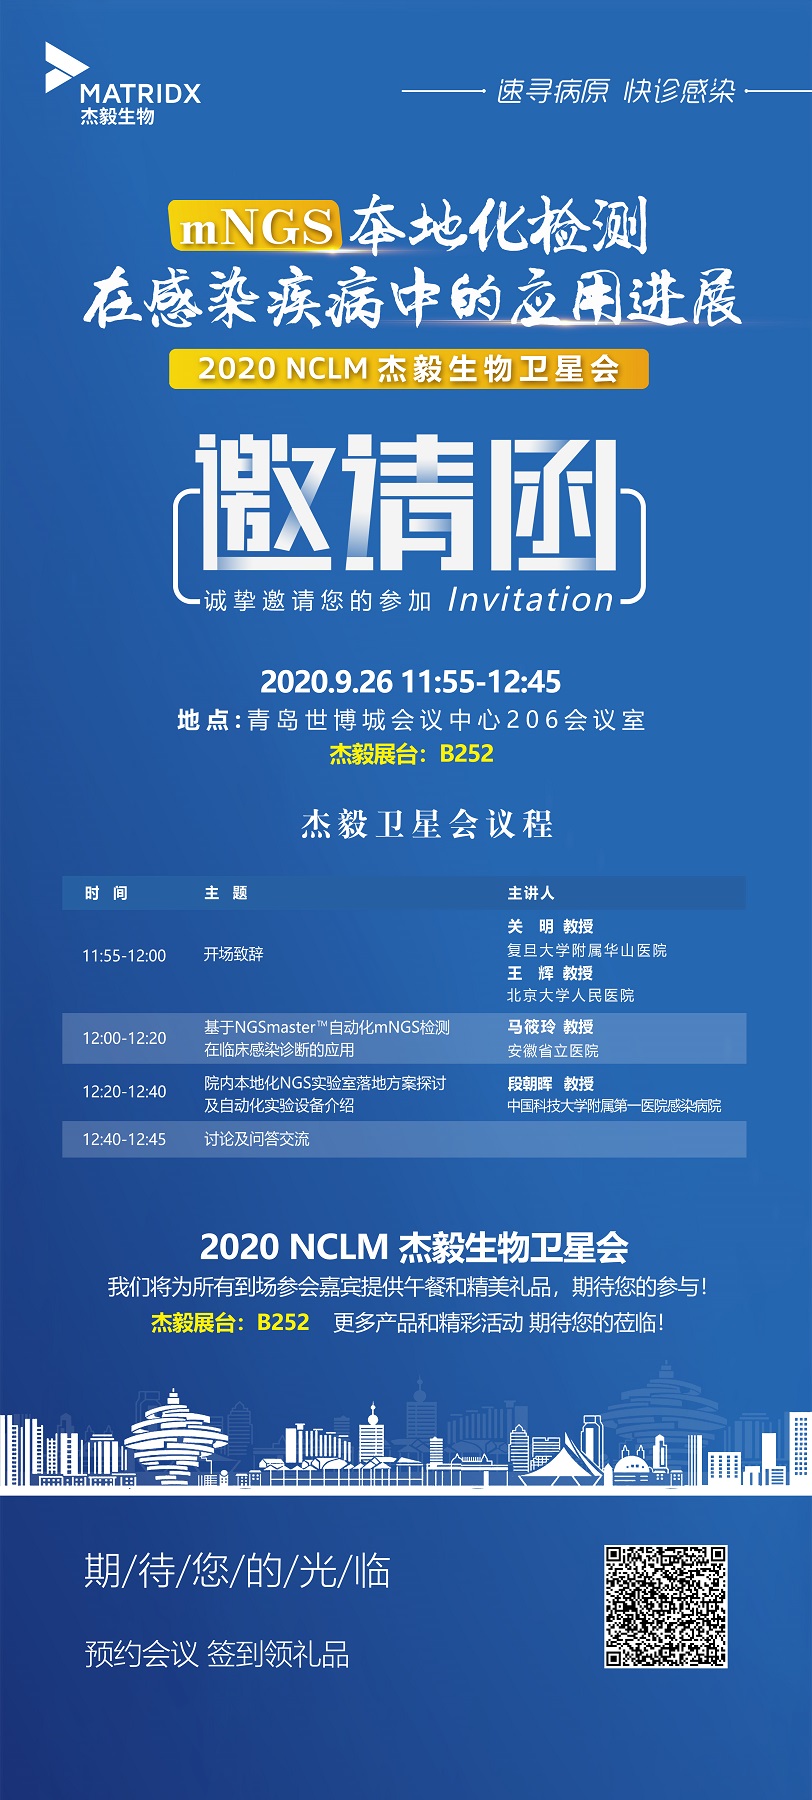 MATRIDX
杰毅生物
速寻病原 快诊感染
mNGS本地化检测
在感染疾病中的应用进展
2020 NCLM 杰毅生物卫星会
邀请函
诚挚邀请您的参加 Invitation
2020.9.26 11:55-12:45
地点:青岛世博城会议中心206会议室
杰毅展台：B252
杰毅卫星会议程
时 间 主 题 主讲人
11:55-12:00 开场致辞
关 明 教授
复旦大学附属华山医院
王 辉 教授
北京大学人民医院
12:00-12:20
基于NGSmaster™自动化mNGS检测
在临床感染诊断的应用
马筱玲 教授
安徽省立医院
12:20-12:40
院内本地化NGS实验室落地方案探讨
及自动化实验设备介绍
段朝晖 教授
中国科技大学附属第一医院感染病院
12:40-12:45 讨论及问答交流
2020 NCLM 杰毅生物卫星会
我们将为所有到场参会嘉宾提供午餐和精美礼品，期待您的参与！
杰毅展台：B252 更多产品和精彩活动 期待您的莅临！
期/待/您/的/光/临
预约会议 签到领礼品